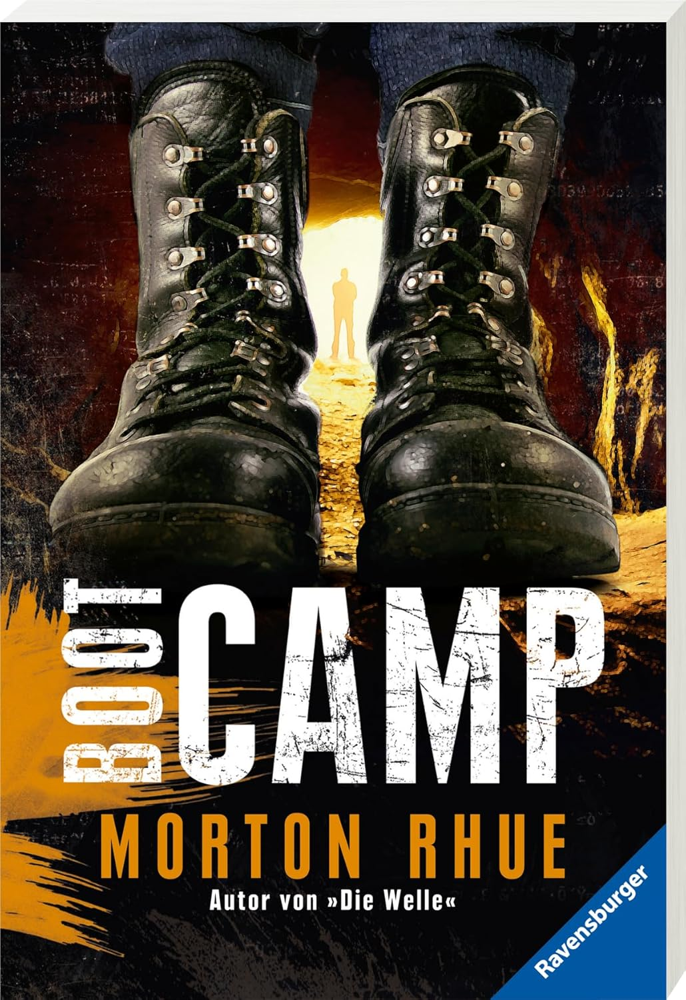 BOOT
CAMP
MORTON RHUE
Autor von »Die Welle«
Ravensburger